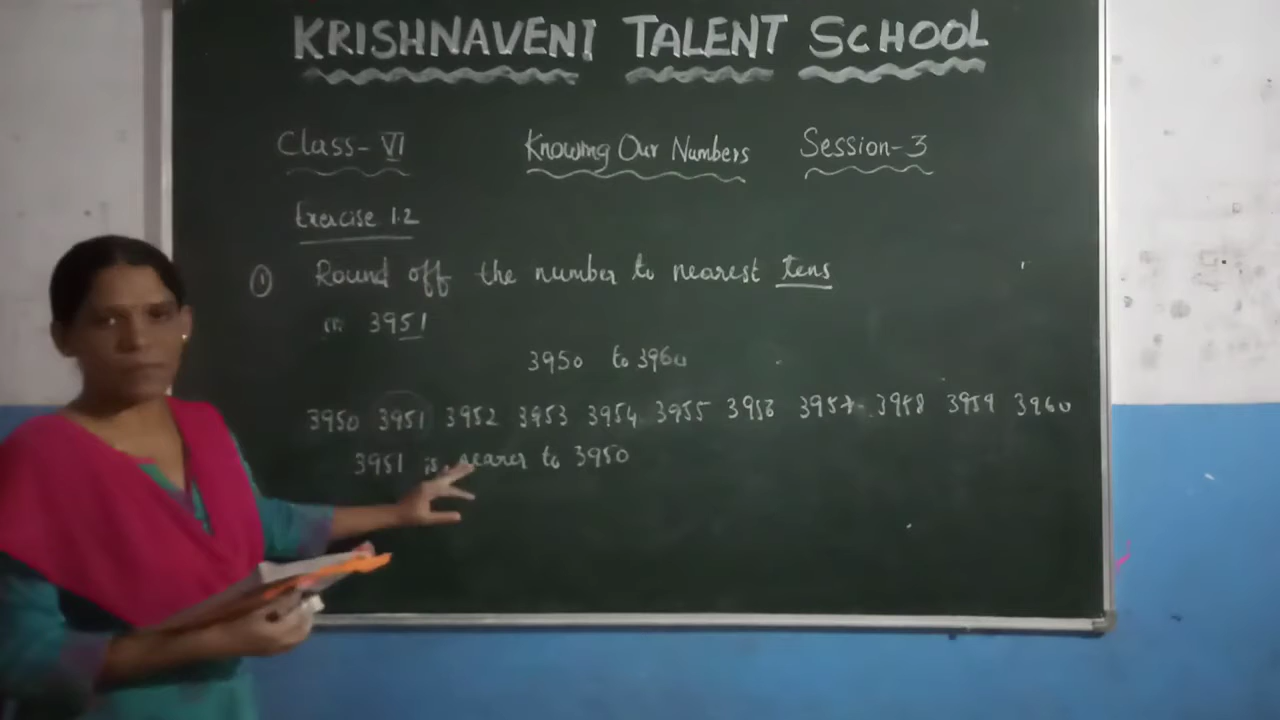 KRISHNAVENI TALENT SCHOOL
Class-VI Knowing Our Numbers Session-3
Exercise 1.2
① Round off the number to nearest tens
3951
3950 to 3960
3950 3951 3952 3953 3954 3955 3956 3957 3958 3959 3960
3951 is nearer to 3950